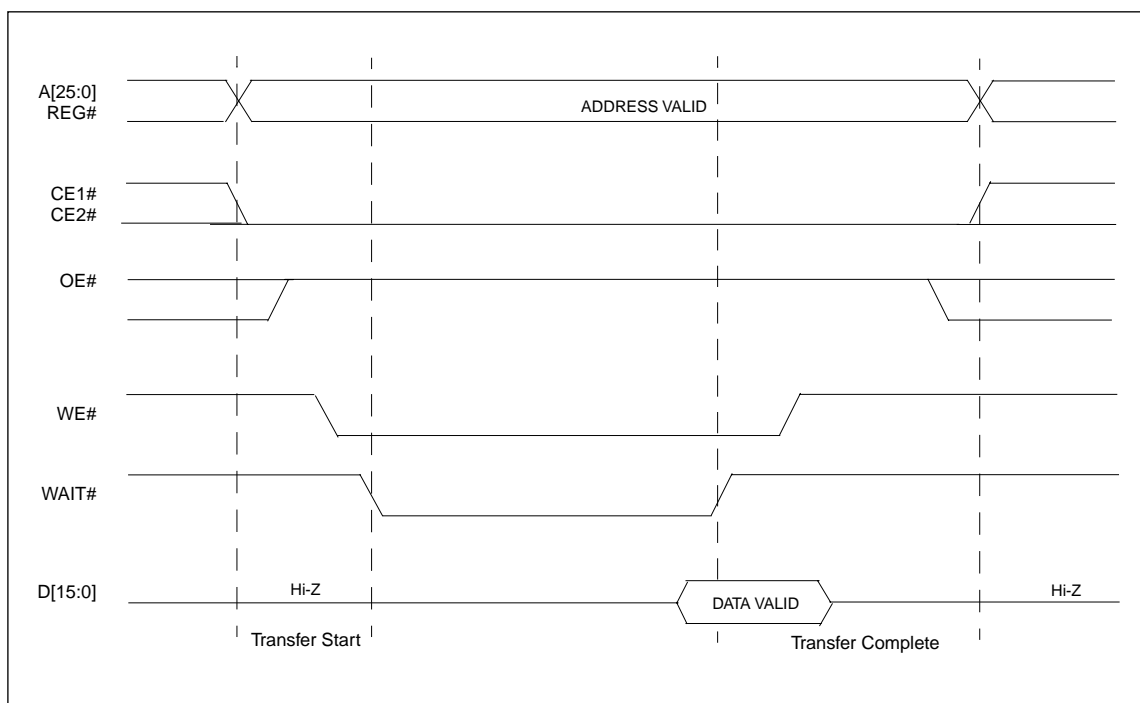 A[25:0]
REG#
ADDRESS VALID
CE1#
CE2#
OE#
WE#
WAIT#
D[15:0]
Hi-Z
DATA VALID
Hi-Z
Transfer Start
Transfer Complete